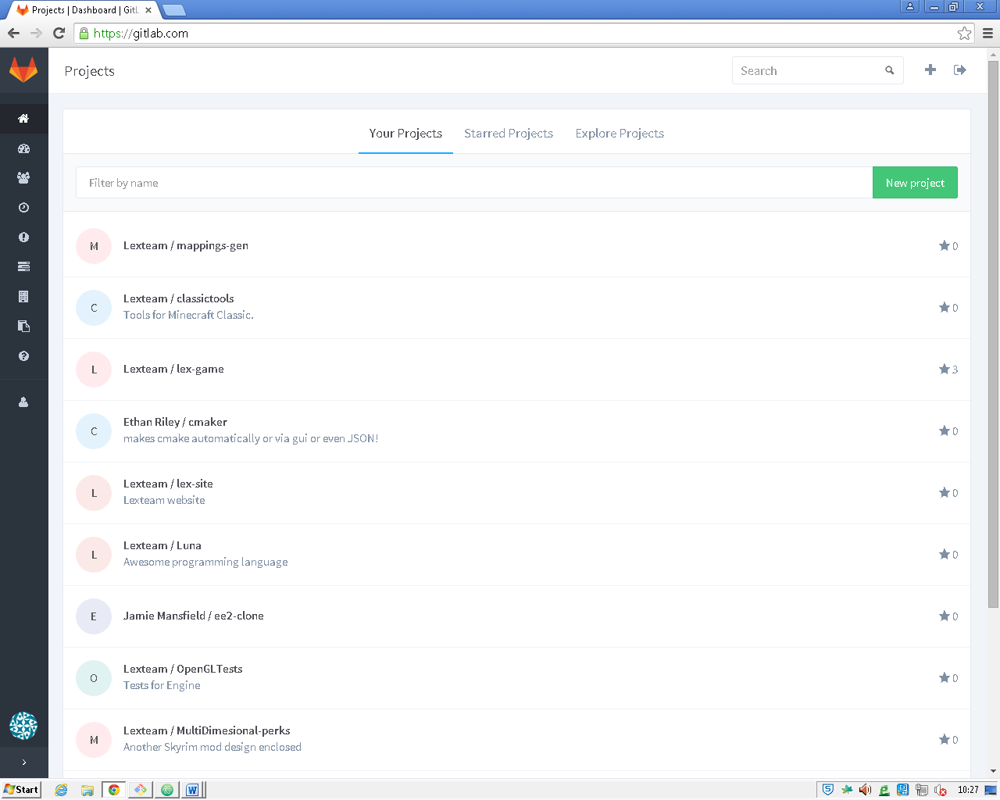 Projects | Dashboard | GitL
https://gitlab.com
Projects
Search
Your Projects
Starred Projects
Explore Projects
Filter by name
New project
M
Lexteam / mappings-gen
0
C
Lexteam / classictools
Tools for Minecraft Classic.
0
L
Lexteam / lex-game
3
C
Ethan Riley / cmaker
makes cmake automatically or via gui or even JSON!
0
L
Lexteam / lex-site
Lexteam website
0
L
Lexteam / Luna
Awesome programming language
0
E
Jamie Mansfield / ee2-clone
0
O
Lexteam / OpenGLTests
Tests for Engine
0
M
Lexteam / MultiDimesional-perks
Another Skyrim mod design enclosed
0
Start
10:27